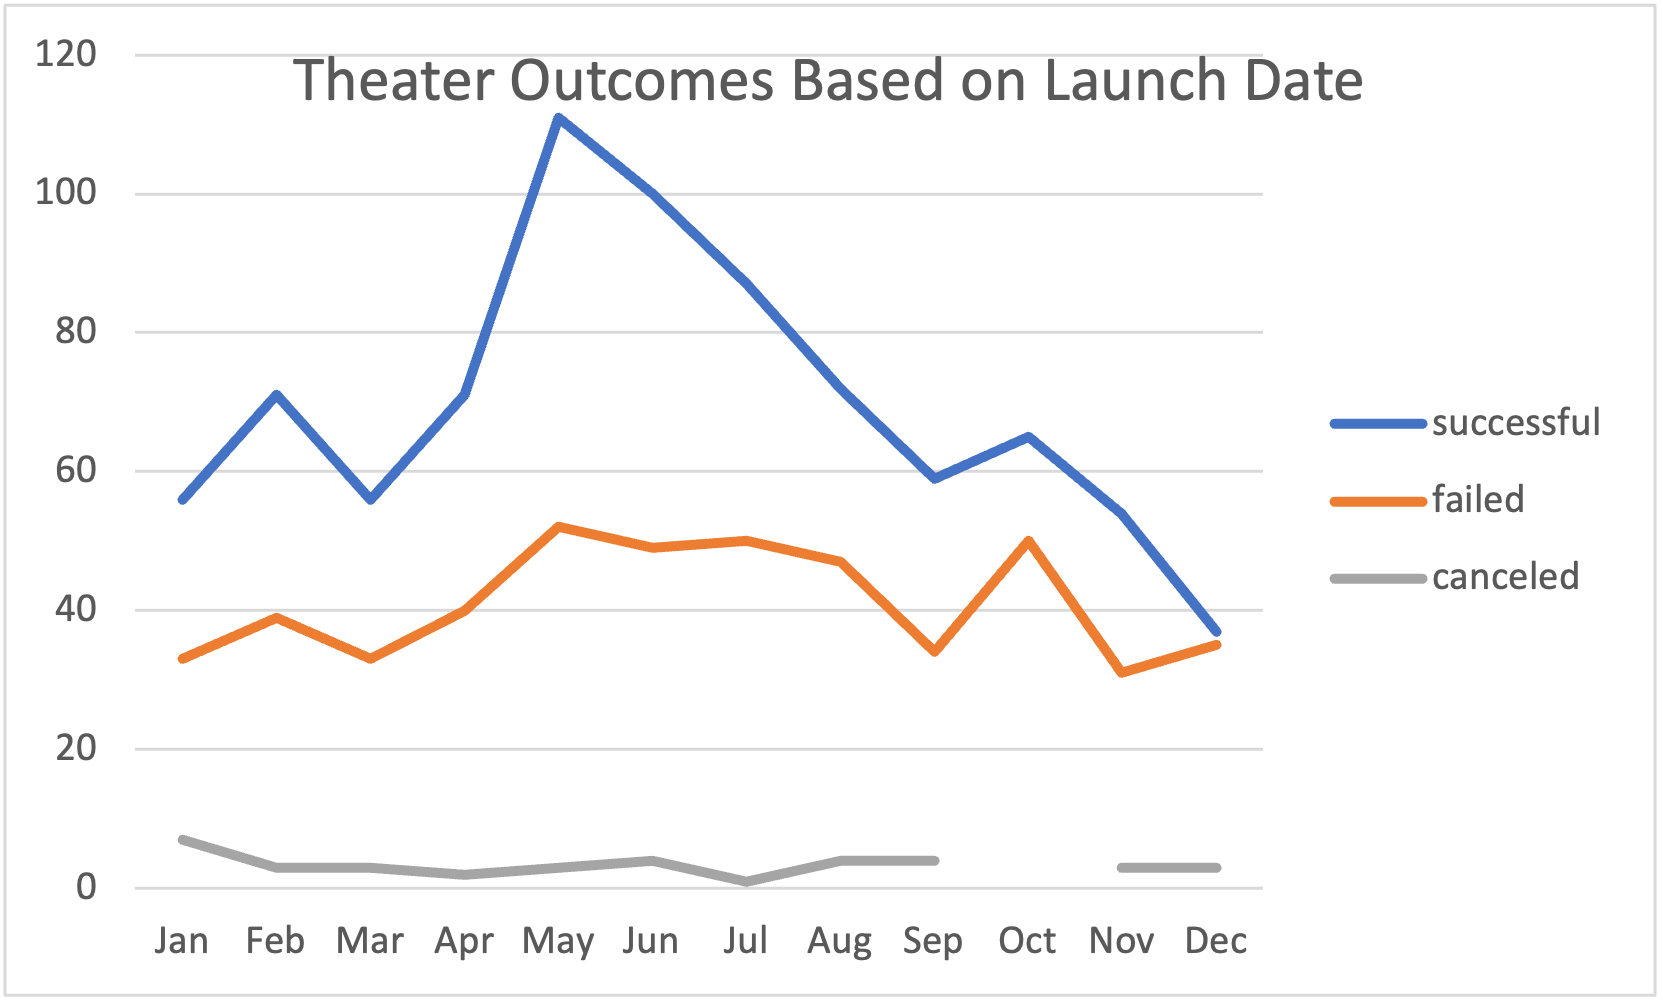 Theater Outcomes Based on Launch Date
120
100
80
60
40
20
0
Jan Feb Mar Apr May Jun Jul Aug Sep Oct Nov Dec
successful
failed
canceled